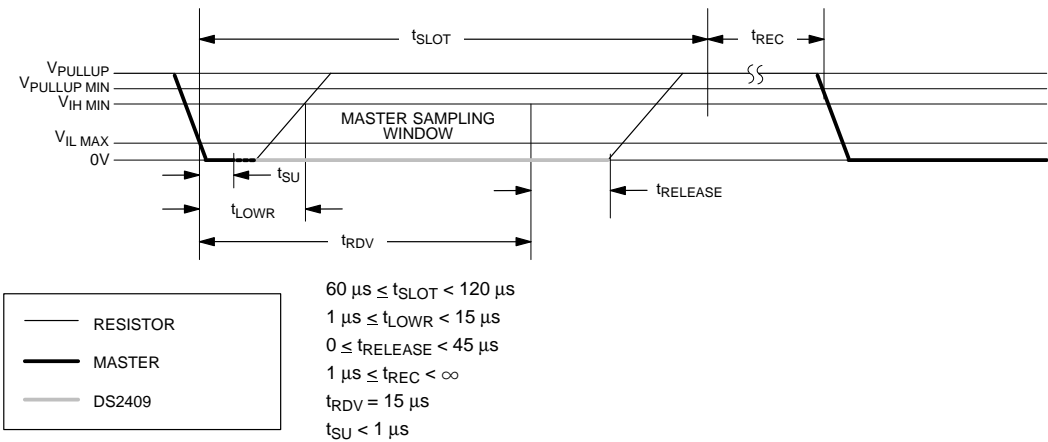 tSLOT
tREC
VPULLUP
VPULLUP MIN
VIH MIN
MASTER SAMPLING
WINDOW
VIL MAX
0V
tSU
tRELEASE
tLOWR
tRDV
RESISTOR
MASTER
DS2409
60 µs ≤ tSLOT < 120 µs
1 µs ≤ tLOWR < 15 µs
0 ≤ tRELEASE < 45 µs
1 µs ≤ tREC < ∞
tRDV = 15 µs
tSU < 1 µs